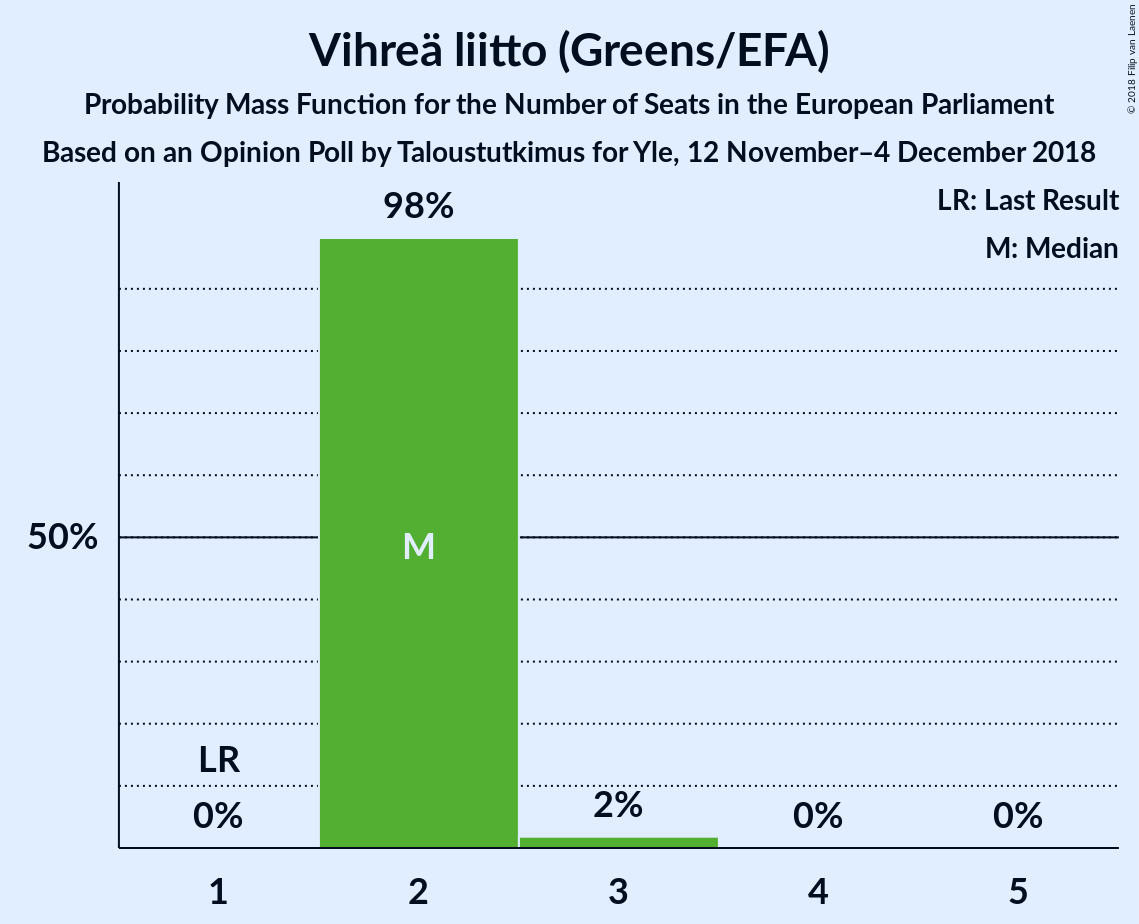 Vihreä liitto (Greens/EFA)
Probability Mass Function for the Number of Seats in the European Parliament
Based on an Opinion Poll by Taloustutkimus for Yle, 12 November–4 December 2018
© 2018 Filip van Laenen
LR: Last Result
M: Median
98%
50%
M
LR
0%
2%
0%
0%
1
2
3
4
5